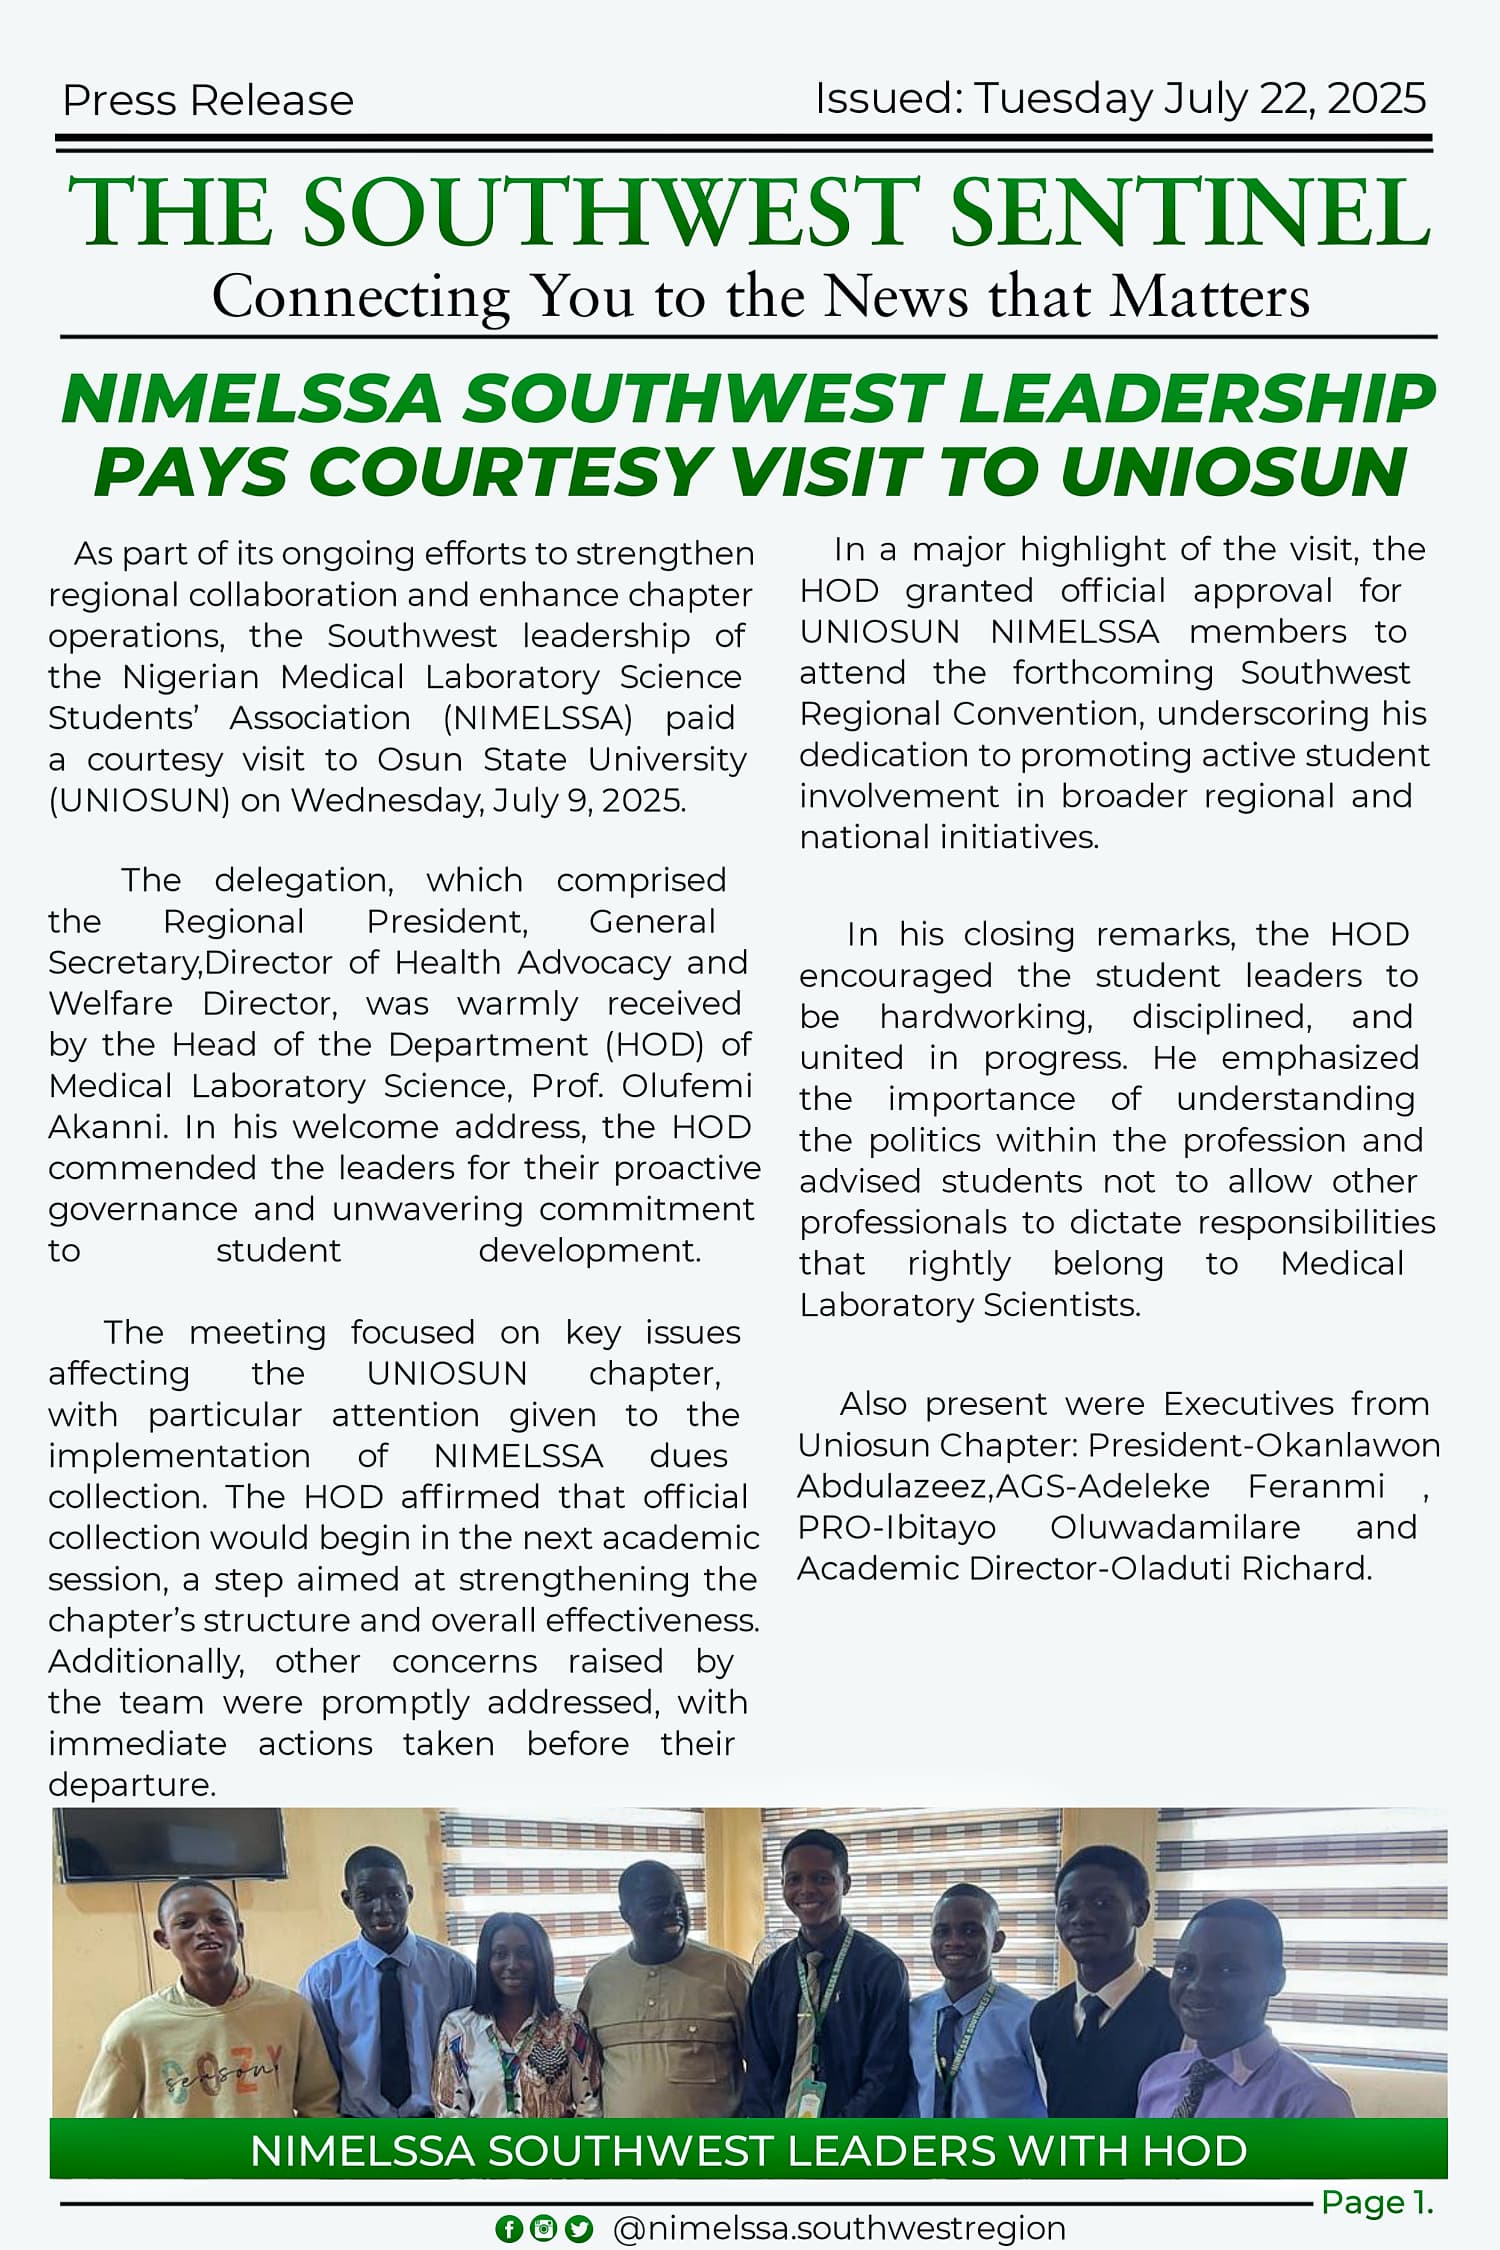 Press Release
Issued: Tuesday July 22, 2025
THE SOUTHWEST SENTINEL
Connecting You to the News that Matters
NIMELSSA SOUTHWEST LEADERSHIP
PAYS COURTESY VISIT TO UNIOSUN
As part of its ongoing efforts to strengthen
regional collaboration and enhance chapter
operations, the Southwest leadership of
the Nigerian Medical Laboratory Science
Students’ Association (NIMELSSA) paid
a courtesy visit to Osun State University
(UNIOSUN) on Wednesday, July 9, 2025.
The delegation, which comprised
the Regional President, General
Secretary,Director of Health Advocacy and
Welfare Director, was warmly received
by the Head of the Department (HOD) of
Medical Laboratory Science, Prof. Olufemi
Akanni. In his welcome address, the HOD
commended the leaders for their proactive
governance and unwavering commitment
to student development.
The meeting focused on key issues
affecting the UNIOSUN chapter,
with particular attention given to the
implementation of NIMELSSA dues
collection. The HOD affirmed that official
collection would begin in the next academic
session, a step aimed at strengthening the
chapter’s structure and overall effectiveness.
Additionally, other concerns raised by
the team were promptly addressed, with
immediate actions taken before their
departure.
In a major highlight of the visit, the
HOD granted official approval for
UNIOSUN NIMELSSA members to
attend the forthcoming Southwest
Regional Convention, underscoring his
dedication to promoting active student
involvement in broader regional and
national initiatives.
In his closing remarks, the HOD
encouraged the student leaders to
be hardworking, disciplined, and
united in progress. He emphasized
the importance of understanding
the politics within the profession and
advised students not to allow other
professionals to dictate responsibilities
that rightly belong to Medical
Laboratory Scientists.
Also present were Executives from
Uniosun Chapter: President-Okanlawon
Abdulazeez,AGS-Adeleke Feranmi ,
PRO-Ibitayo Oluwadamilare and
Academic Director-Oladuti Richard.
COZY
season
NIMELSSA SOUTHWEST
NIMELSSA SOUTHWEST LEADERS WITH HOD
Page 1.
@nimelssa.southwestregion